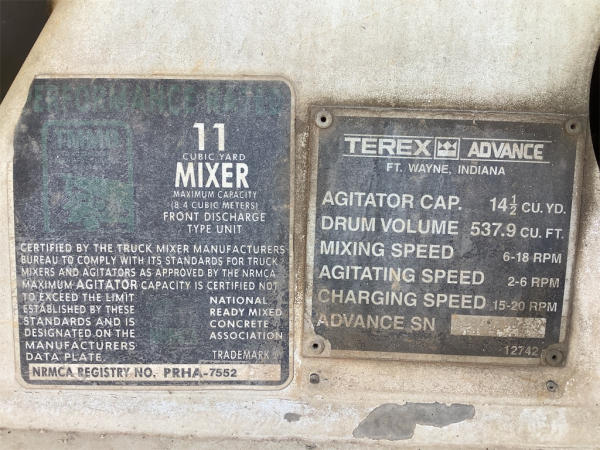 PERFORMANCE RATED
11
CUBIC YARD
MIXER
MAXIMUM CAPACITY
(8.4 CUBIC METERS)
FRONT DISCHARGE
TYPE UNIT
CERTIFIED BY THE TRUCK MIXER MANUFACTURERS
BUREAU TO COMPLY WITH ITS STANDARDS FOR TRUCK
MIXERS AND AGITATORS AS APPROVED BY THE NRMCA
MAXIMUM AGITATOR CAPACITY IS CERTIFIED NOT
TO EXCEED THE LIMIT
ESTABLISHED BY THESE
STANDARDS AND IS
DESIGNATED ON THE
MANUFACTURERS
DATA PLATE.
NATIONAL
READY MIXED
CONCRETE
ASSOCIATION
TRADEMARK
NRMCA REGISTRY NO. PRHA-7552
TEREX ADVANCE
FT. WAYNE, INDIANA
AGITATOR CAP. 14 1/2 CU. YD.
DRUM VOLUME 537.9 CU. FT.
MIXING SPEED 6-18 RPM
AGITATING SPEED 2-6 RPM
CHARGING SPEED 15-20 RPM
ADVANCE SN
12742